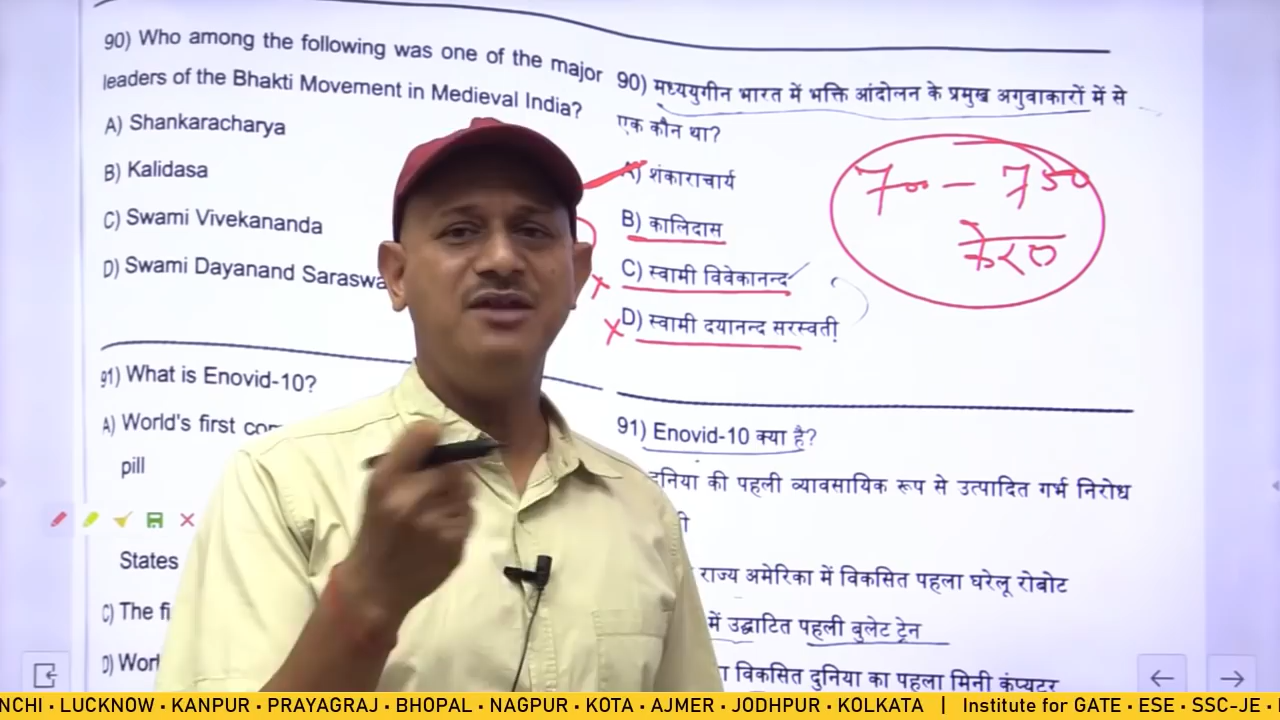 90) Who among the following was one of the major
leaders of the Bhakti Movement in Medieval India?
A) Shankaracharya
B) Kalidasa
C) Swami Vivekananda
D) Swami Dayanand Saraswa
91) What is Enovid-10?
A) World's first
pill
States
C) The
D)
90) मध्ययुगीन भारत में भक्ति आंदोलन के प्रमुख अगुवाकारों में से
एक कौन था?
A) शंकाराचार्य
B) कालिदास
C) स्वामी विवेकानन्द
D) स्वामी दयानन्द सरस्वती
700 - 750
केरल
91) Enovid-10 क्या है?
दुनिया की पहली व्यावसायिक रूप से उत्पादित गर्भ निरोध
राज्य अमेरिका में विकसित पहला घरेलू रोबोट
में उद्घाटित पहली बुलेट ट्रेन
विकसित दुनिया का पहला मिनी कंप्यूटर
NCHI • LUCKNOW • KANPUR • PRAYAGRAJ • BHOPAL • NAGPUR • KOTA • AJMER • JODHPUR • KOLKATA | Institute for GATE • ESE • SSC-JE •